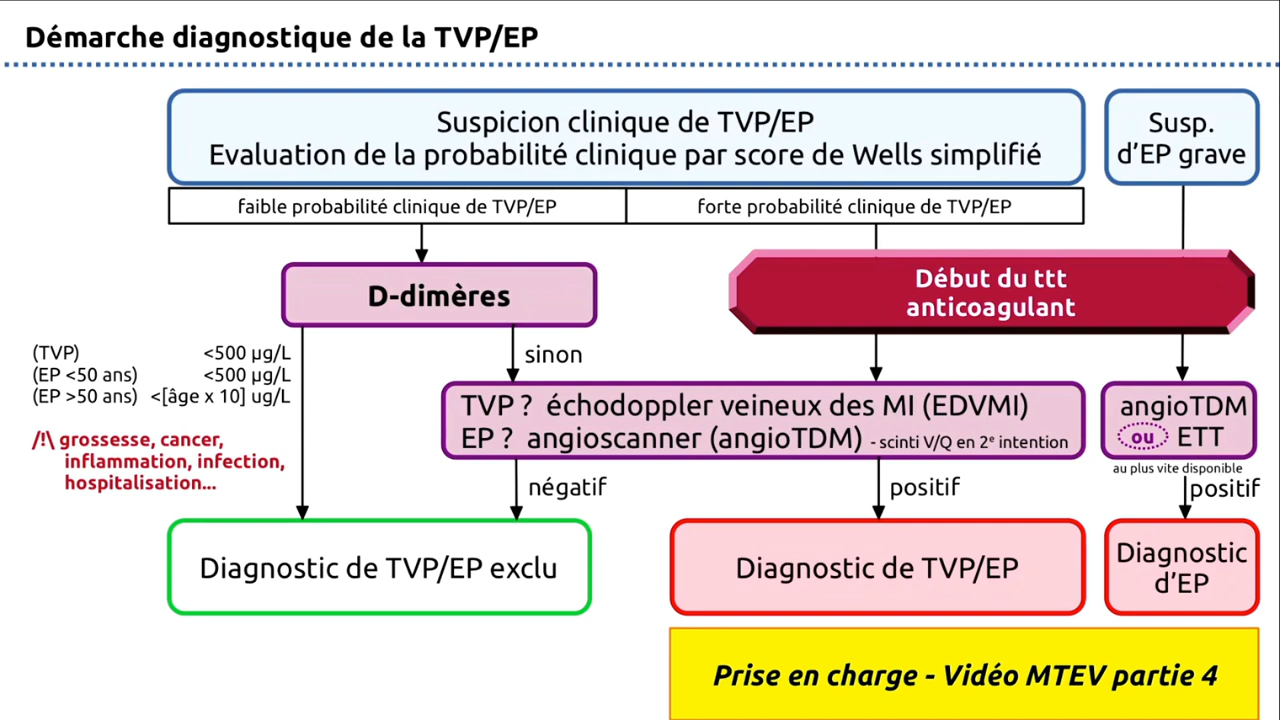 Démarche diagnostique de la TVP/EP
Suspicion clinique de TVP/EP
Evaluation de la probabilité clinique par score de Wells simplifié
Susp.
d’EP grave
faible probabilité clinique de TVP/EP
forte probabilité clinique de TVP/EP
D-dimères
Début du ttt
anticoagulant
(TVP) <500 µg/L
(EP <50 ans) <500 µg/L
(EP >50 ans) <[âge x 10] ug/L
sinon
/!\ grossesse, cancer,
inflammation, infection,
hospitalisation...
TVP ? échodoppler veineux des MI (EDVMI)
EP ? angioscanner (angioTDM) - scinti V/Q en 2e intention
angioTDM
ou ETT
au plus vite disponible
négatif
positif
positif
Diagnostic de TVP/EP exclu
Diagnostic de TVP/EP
Diagnostic
d’EP
Prise en charge - Vidéo MTEV partie 4